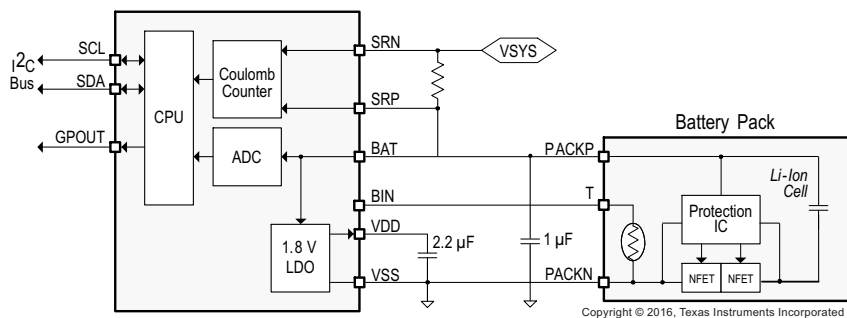 SCL
I2C
Bus
SDA
GPOUT
CPU
Coulomb
Counter
ADC
1.8 V
LDO
SRN
SRP
BAT
BIN
VDD
VSS
VSYS
2.2 µF
1 µF
Battery Pack
PACKP
T
PACKN
Li-Ion
Cell
Protection
IC
NFET
NFET
Copyright © 2016, Texas Instruments Incorporated